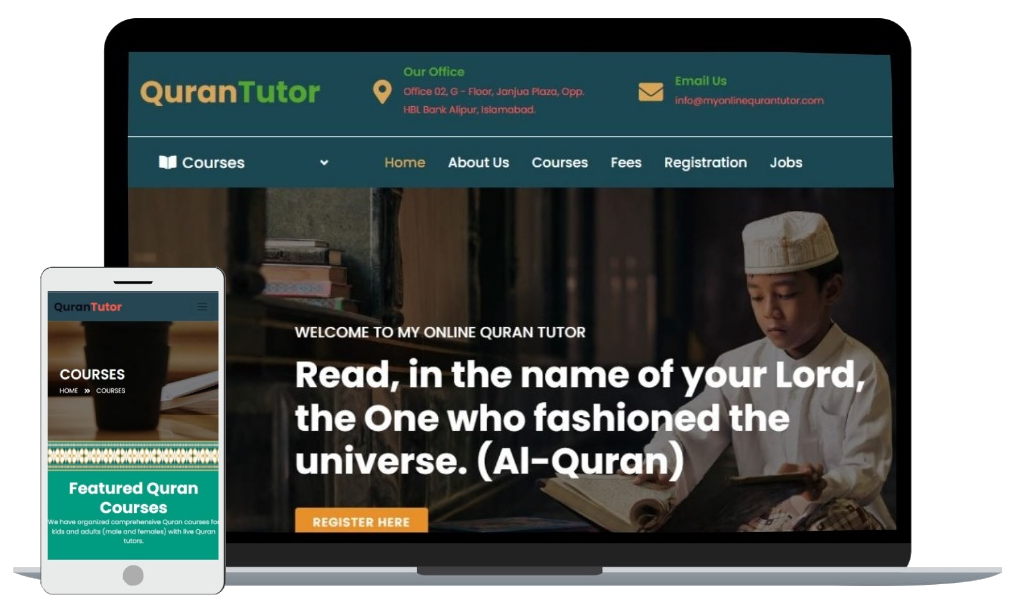 QuranTutor
Our Office
Office 02, G - Floor, Janjua Plaza, Opp.
HBL Bank Alipur, Islamabad.
Email Us
info@myonlinequrantutor.com
Courses
Home About Us Courses Fees Registration Jobs
WELCOME TO MY ONLINE QURAN TUTOR
Read, in the name of your Lord,
the One who fashioned the
universe. (Al-Quran)
REGISTER HERE
QuranTutor
COURSES
HOME » COURSES
Featured Quran
Courses
We have organized comprehensive Quran courses for
kids and adults (male and females) with live Quran
tutors.